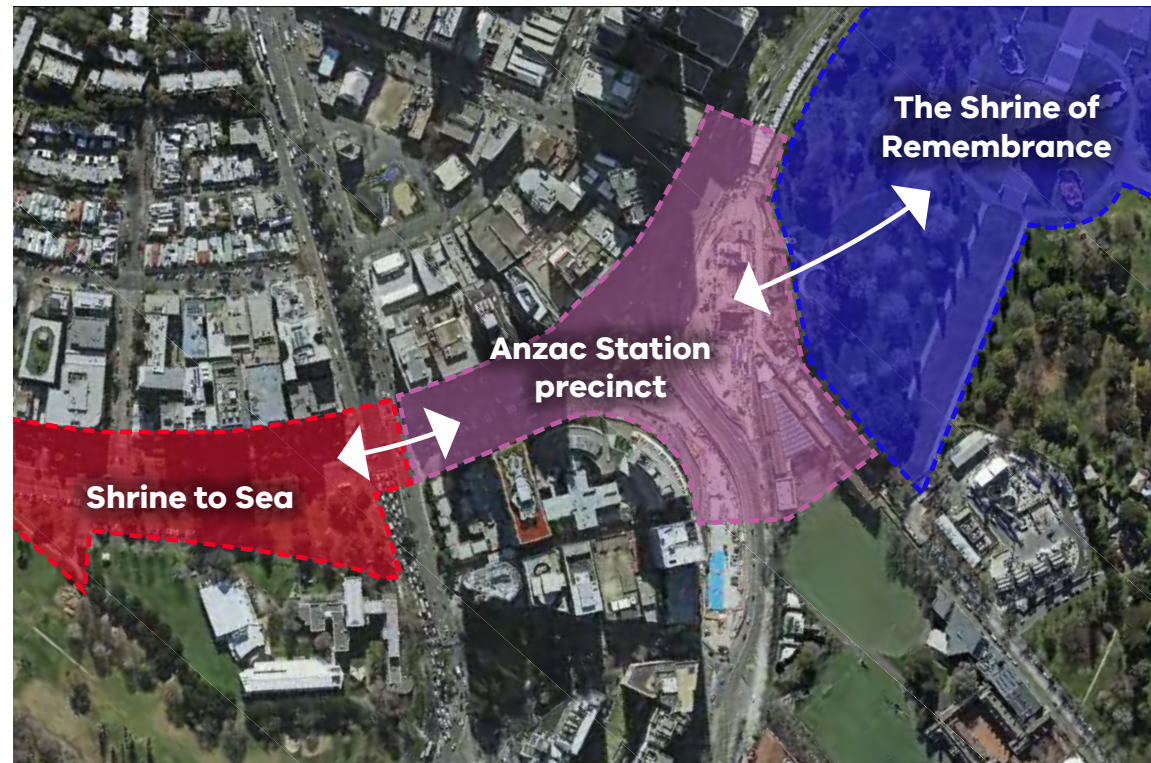 The Shrine of
Remembrance
Anzac Station
precinct
Shrine to Sea